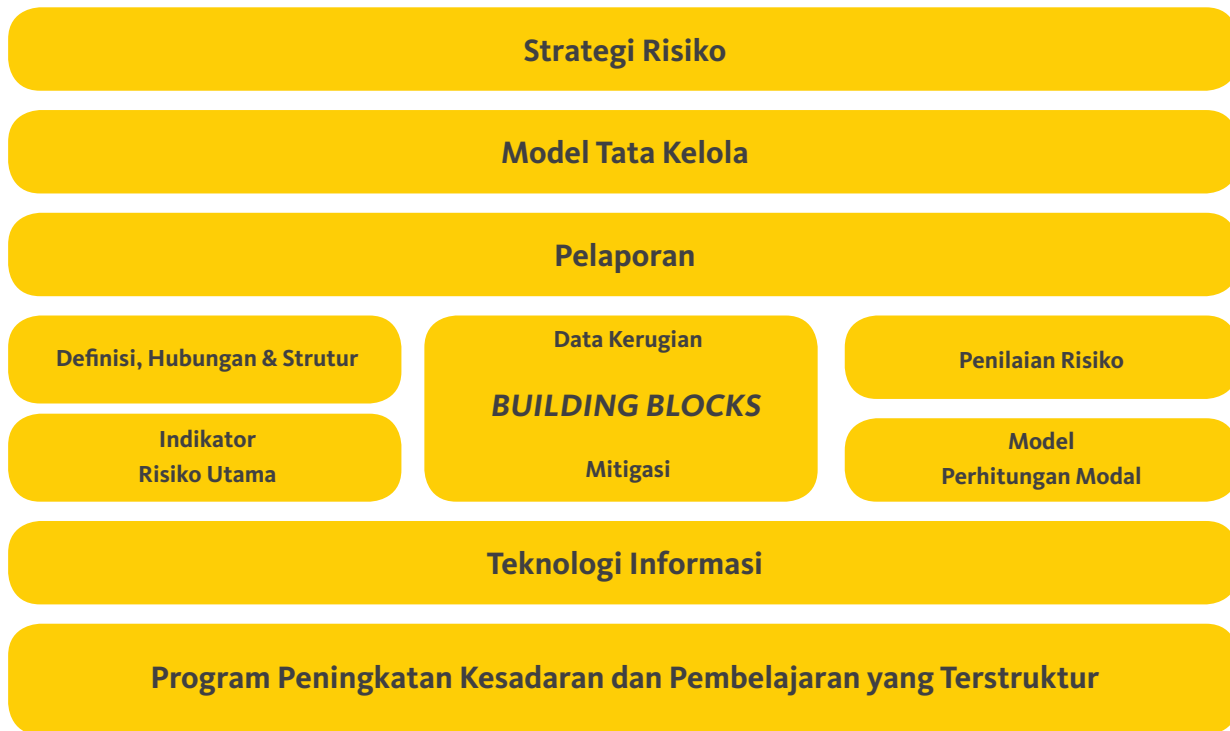 Strategi Risiko
Model Tata Kelola
Pelaporan
Definisi, Hubungan & Strutur
Indikator
Risiko Utama
Data Kerugian
BUILDING BLOCKS
Mitigasi
Penilaian Risiko
Model
Perhitungan Modal
Teknologi Informasi
Program Peningkatan Kesadaran dan Pembelajaran yang Terstruktur